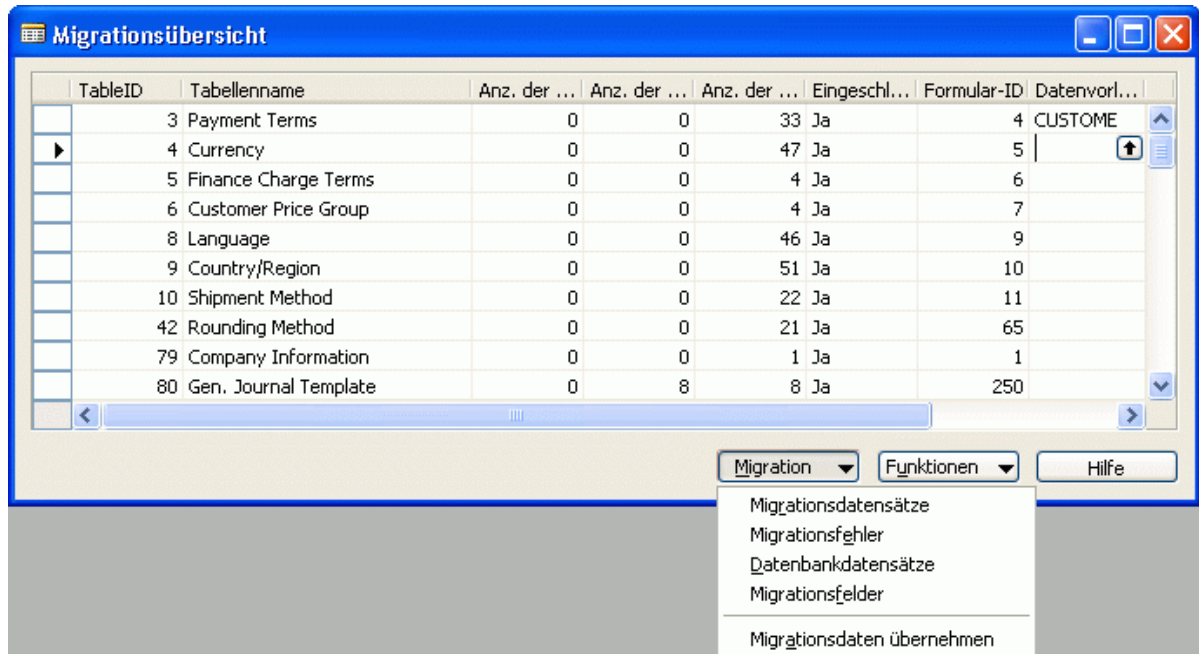 Migrationsübersicht
TableID Tabellenname Anz. der ... Anz. der ... Anz. der ... Eingeschl... Formular-ID Datenvorl...
3 Payment Terms 0 0 33 Ja 4 CUSTOME
4 Currency 0 0 47 Ja 5
5 Finance Charge Terms 0 0 4 Ja 6
6 Customer Price Group 0 0 4 Ja 7
8 Language 0 0 46 Ja 9
9 Country/Region 0 0 51 Ja 10
10 Shipment Method 0 0 22 Ja 11
42 Rounding Method 0 0 21 Ja 65
79 Company Information 0 0 1 Ja 1
80 Gen. Journal Template 0 8 8 Ja 250
Migration Funktionen Hilfe
Migrationsdatensätze
Migrationsfehler
Datenbankdatensätze
Migrationsfelder
Migrationsdaten übernehmen